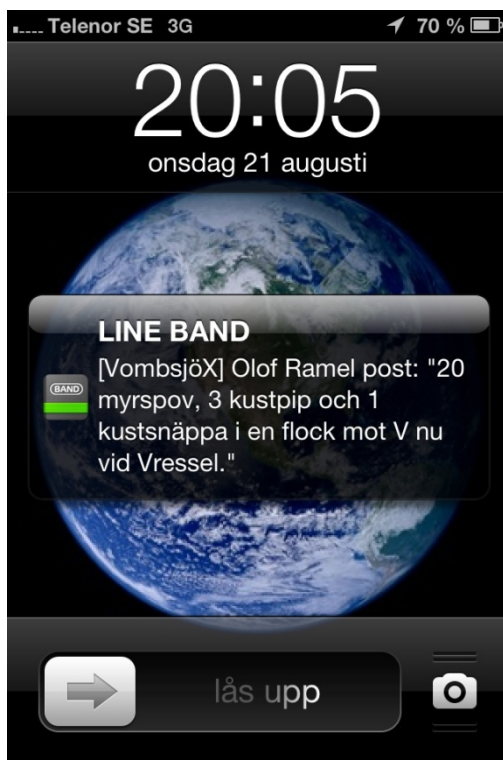 Telenor SE 3G 70 %
20:05
onsdag 21 augusti
LINE BAND
[VombsjöX] Olof Ramel post: "20
BAND
myrspov, 3 kustpip och 1
kustsnäppa i en flock mot V nu
vid Vressel."
lås upp